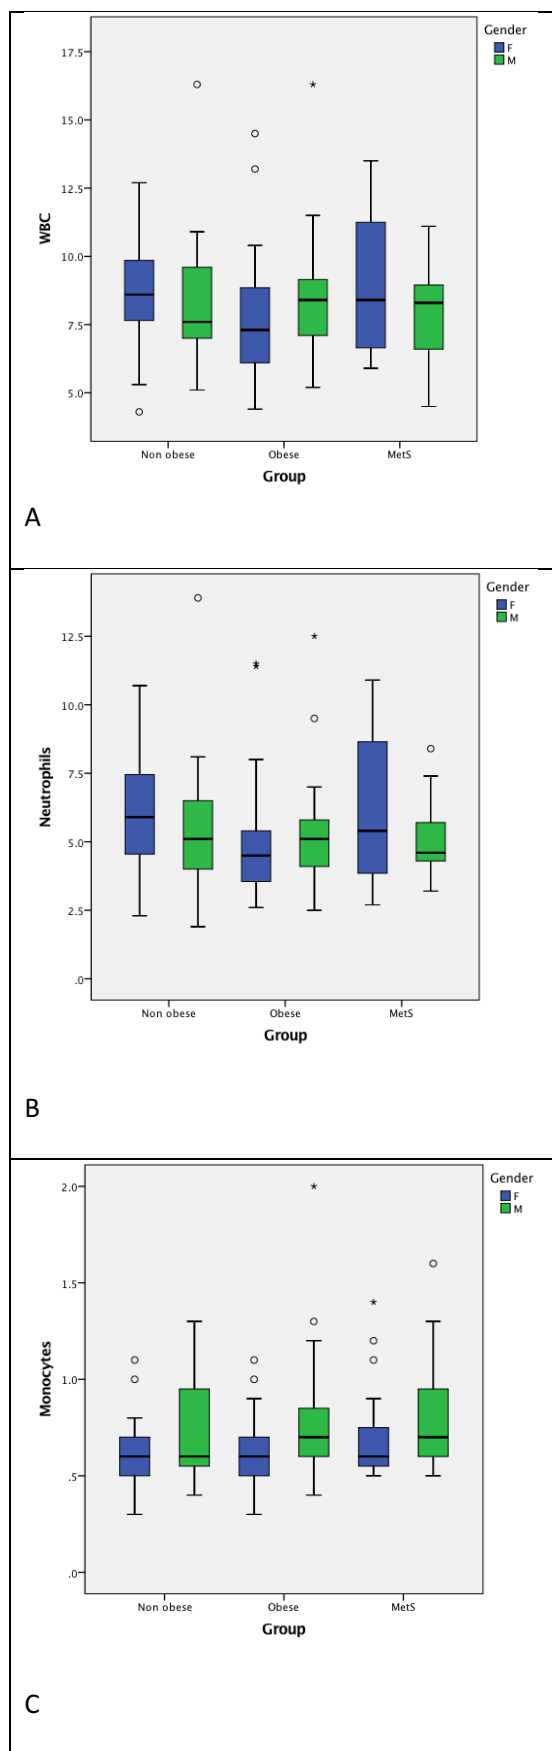 Gender
F
M
17.5
15.0
12.5
10.0
7.5
5.0
WBC
Non obese Obese MetS
Group
A
Gender
F
M
12.5
10.0
7.5
5.0
2.5
.0
Neutrophils
Non obese Obese MetS
Group
B
Gender
F
M
2.0
1.5
1.0
.5
.0
Monocytes
Non obese Obese MetS
Group
C